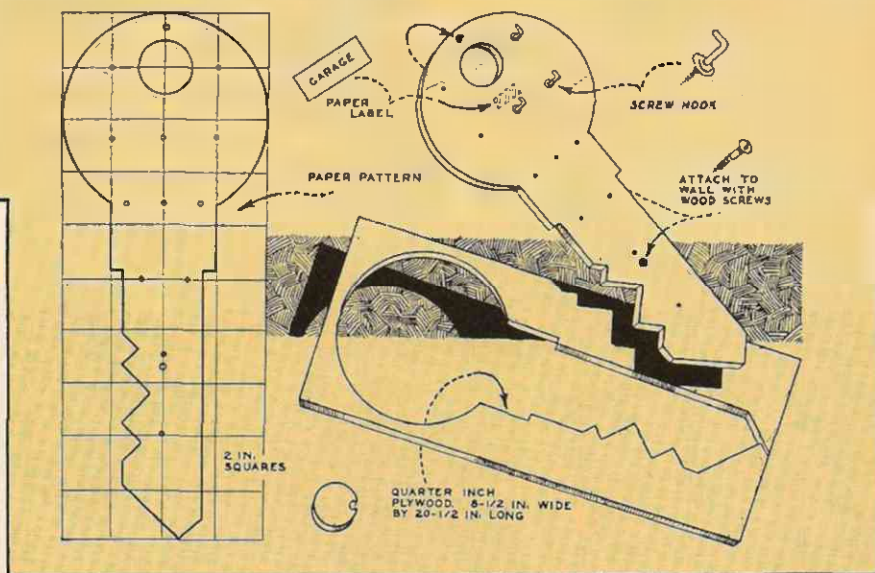 GARAGE
PAPER
LABEL
SCREW HOOK
PAPER PATTERN
ATTACH TO
WALL WITH
WOOD SCREWS
2 IN.
SQUARES
QUARTER INCH
PLYWOOD. 8-1/2 IN. WIDE
BY 20-1/2 IN. LONG